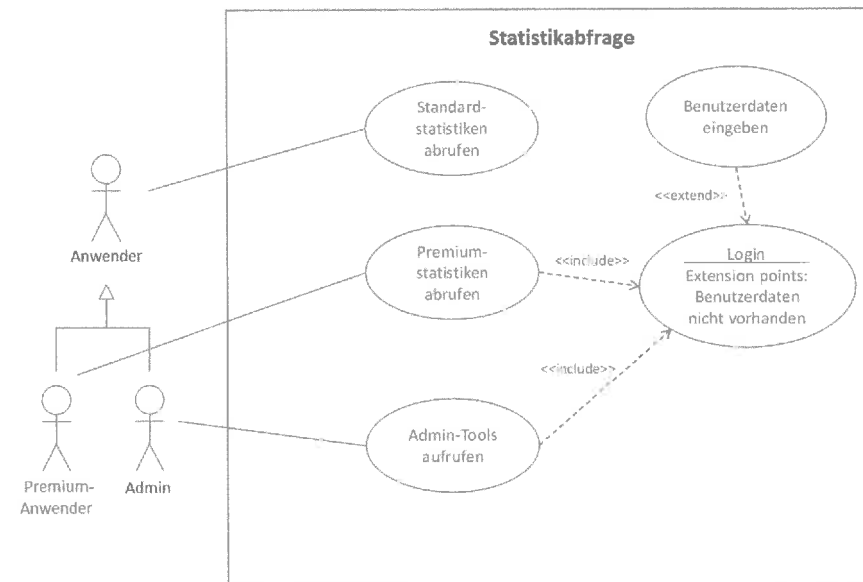 Statistikabfrage
Standard-
statistiken
abrufen
Benutzerdaten
eingeben
<<extend>>
Anwender
Premium-
statistiken
abrufen
<<include>>
Login
Extension points:
Benutzerdaten
nicht vorhanden
<<include>>
Admin-Tools
aufrufen
Premium-
Anwender
Admin